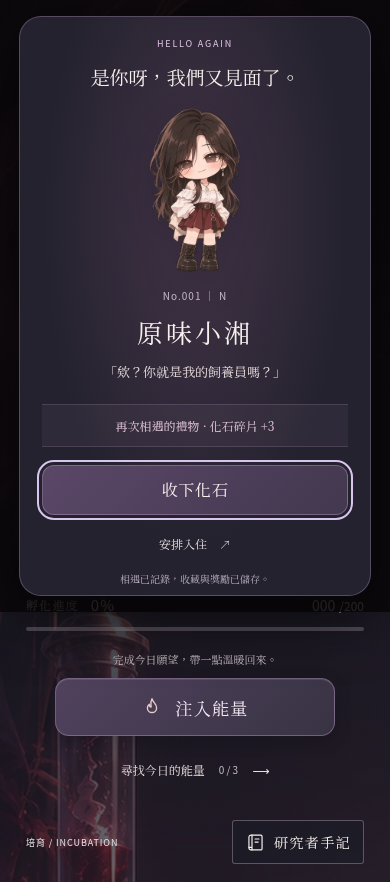 HELLO AGAIN
是你呀，我們又見面了。
No.001 | N
原味小湘
「欸？你就是我的飼養員嗎？」
再次相遇的禮物 · 化石碎片 +3
收下化石
安排入住 ↗
相遇已記錄，收藏與獎勵已儲存。
孵化進度 0% 000 /200
完成今日願望，帶一點溫暖回來。
注入能量
尋找今日的能量 0/3 →
培育 / INCUBATION
研究者手記